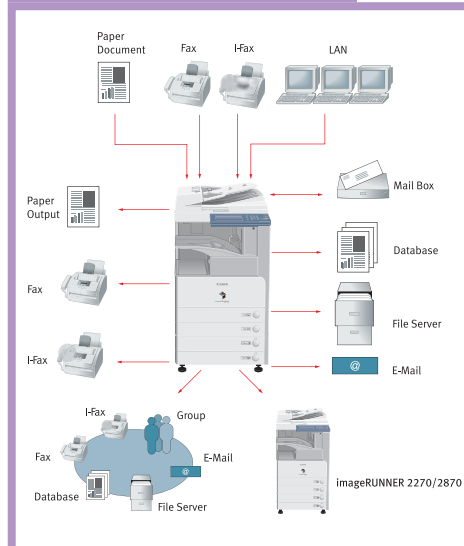 Paper
Document
Fax
I-Fax
LAN
Mail Box
Paper
Output
Database
Fax
File Server
I-Fax
E-Mail
@
I-Fax
Group
Fax
E-Mail
@
Database
File Server
imageRUNNER 2270/2870